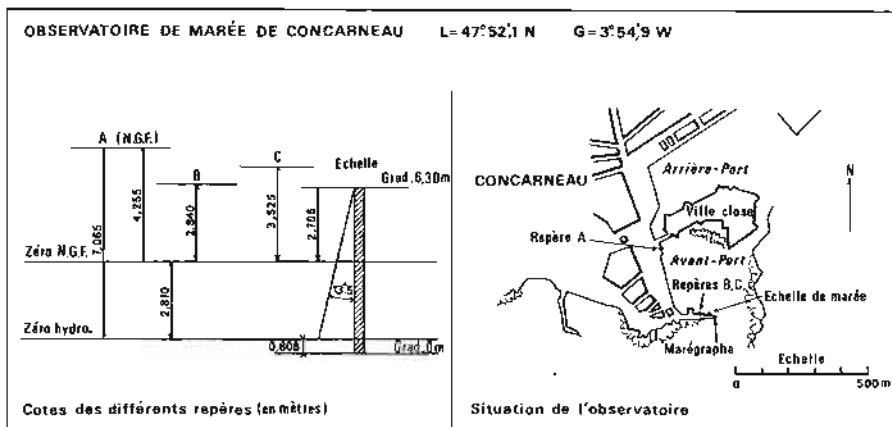 OBSERVATOIRE DE MARÉE DE CONCARNEAU L= 47°52',1 N G= 3°54',9 W
A (N.G.F.)
B
C
Echelle
Grad. 6,30m
7,065
4,255
2,840
3,525
2,706
Zéro N.G.F.
2,810
Zéro hydro.
0,605
Grad. 0m
Cotes des différents repères (en mètres)
N
Arrière-Port
CONCARNEAU
Ville close
Repère A
Avant-Port
Repères B,C.
Echelle de marée
Marégraphe
Echelle
0 500m
Situation de l'observatoire